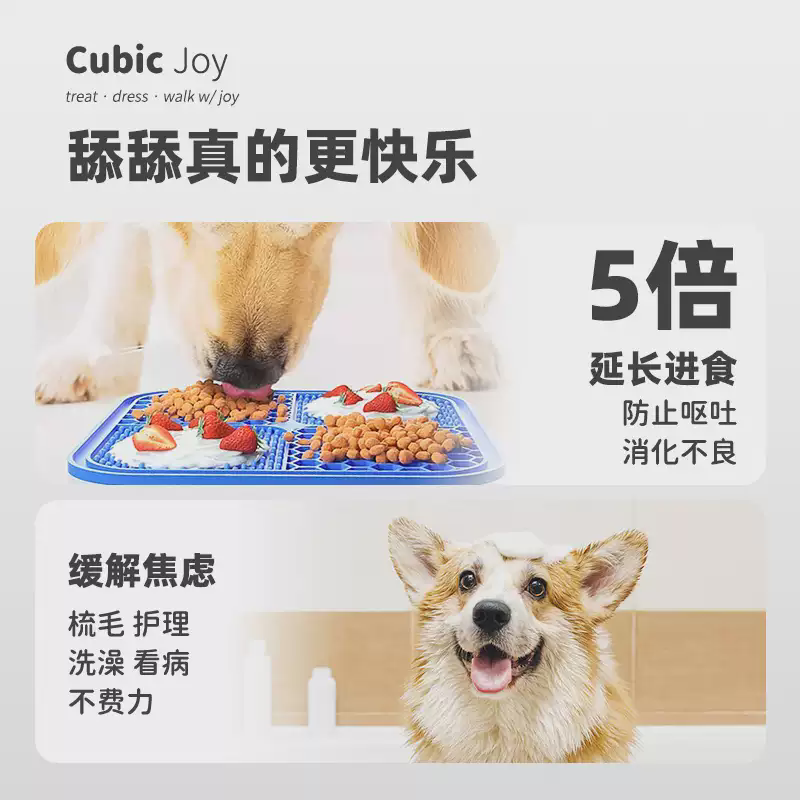 Cubic Joy
treat · dress · walk w/ joy
舔舔真的更快乐
5倍
延长进食
防止呕吐
消化不良
缓解焦虑
梳毛 护理
洗澡 看病
不费力